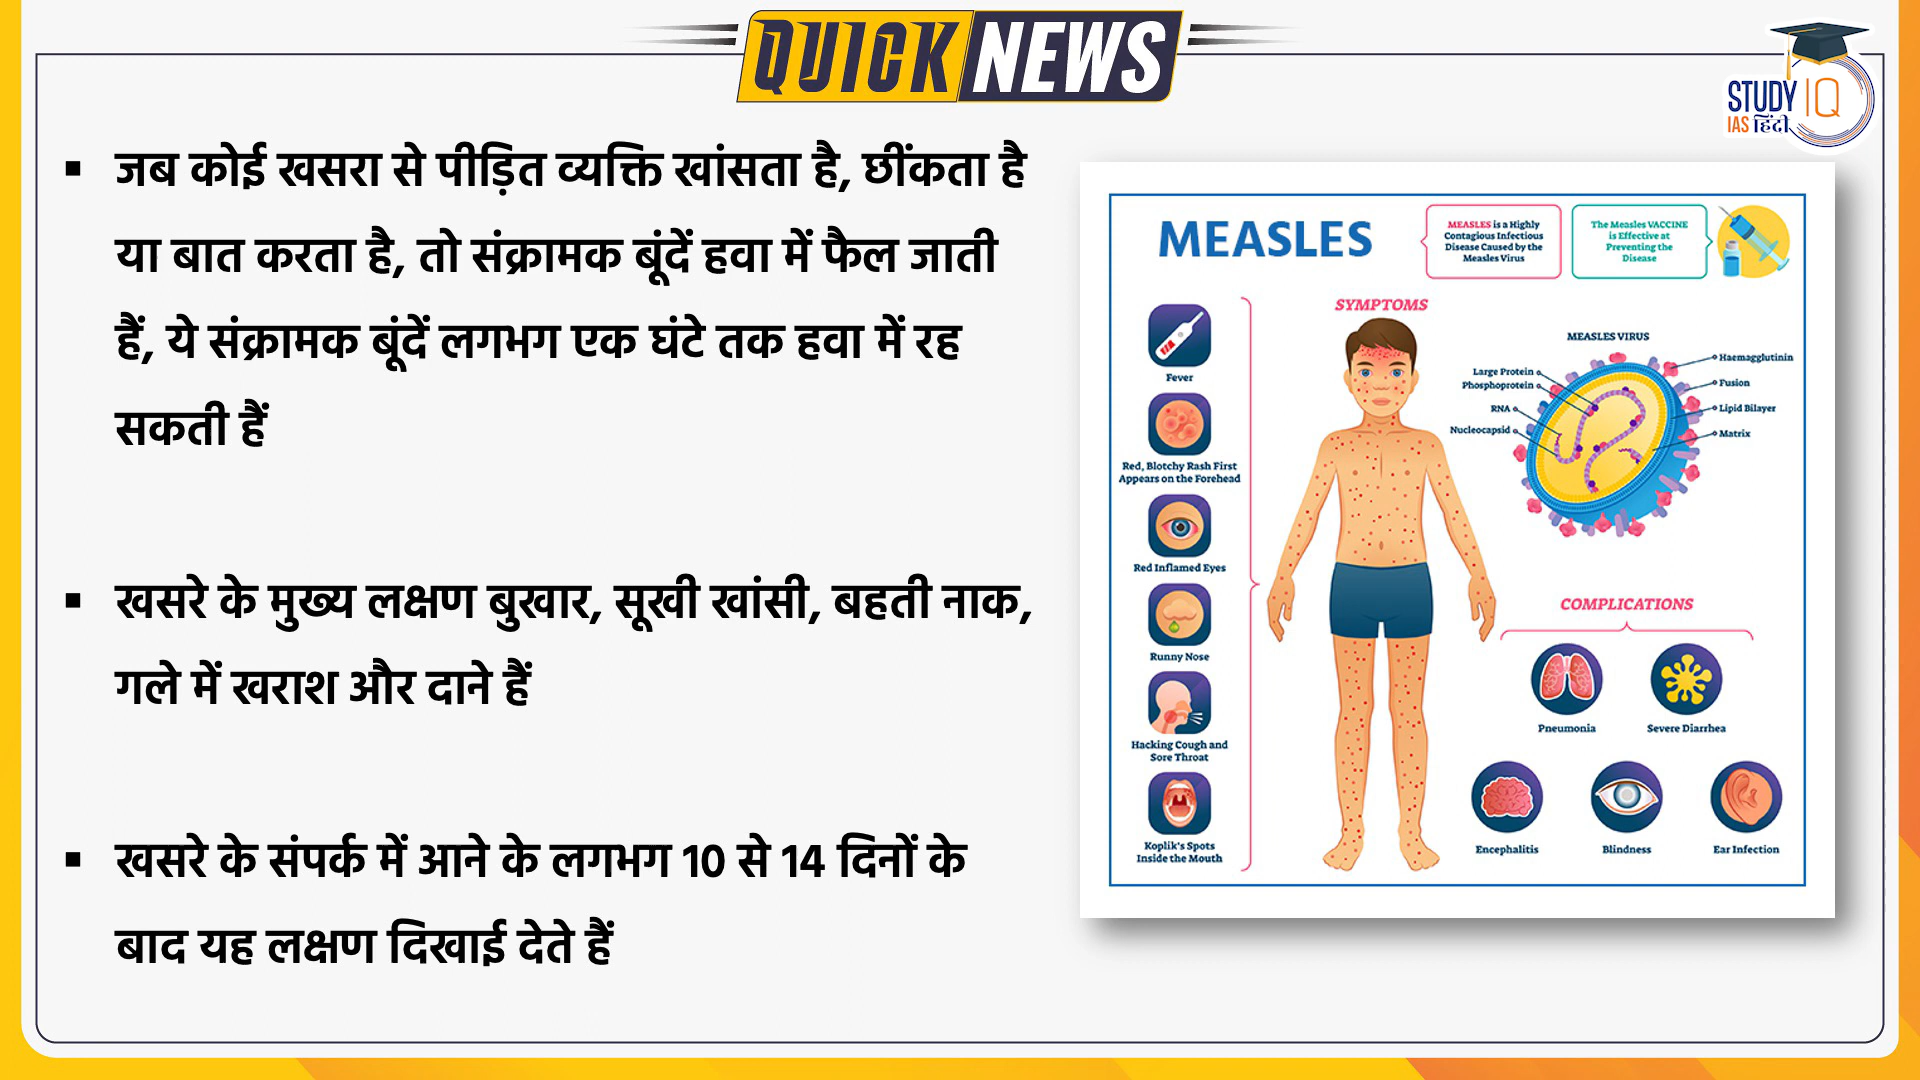 QUICK NEWS
STUDY IQ
IAS हिंदी
▪ जब कोई खसरा से पीड़ित व्यक्ति खांसता है, छींकता है
या बात करता है, तो संक्रामक बूंदें हवा में फैल जाती
हैं, ये संक्रामक बूंदें लगभग एक घंटे तक हवा में रह
सकती हैं
▪ खसरे के मुख्य लक्षण बुखार, सूखी खांसी, बहती नाक,
गले में खराश और दाने हैं
▪ खसरे के संपर्क में आने के लगभग 10 से 14 दिनों के
बाद यह लक्षण दिखाई देते हैं
MEASLES
MEASLES is a Highly
Contagious Infectious
Disease Caused by the
Measles Virus
The Measles VACCINE
is Effective at
Preventing the
Disease
SYMPTOMS
Fever
Red, Blotchy Rash First
Appears on the Forehead
Red Inflamed Eyes
Runny Nose
Hacking Cough and
Sore Throat
Koplik's Spots
Inside the Mouth
MEASLES VIRUS
Large Protein
Phosphoprotein
RNA
Nucleocapsid
Haemagglutinin
Fusion
Lipid Bilayer
Matrix
COMPLICATIONS
Pneumonia
Severe Diarrhea
Encephalitis
Blindness
Ear Infection